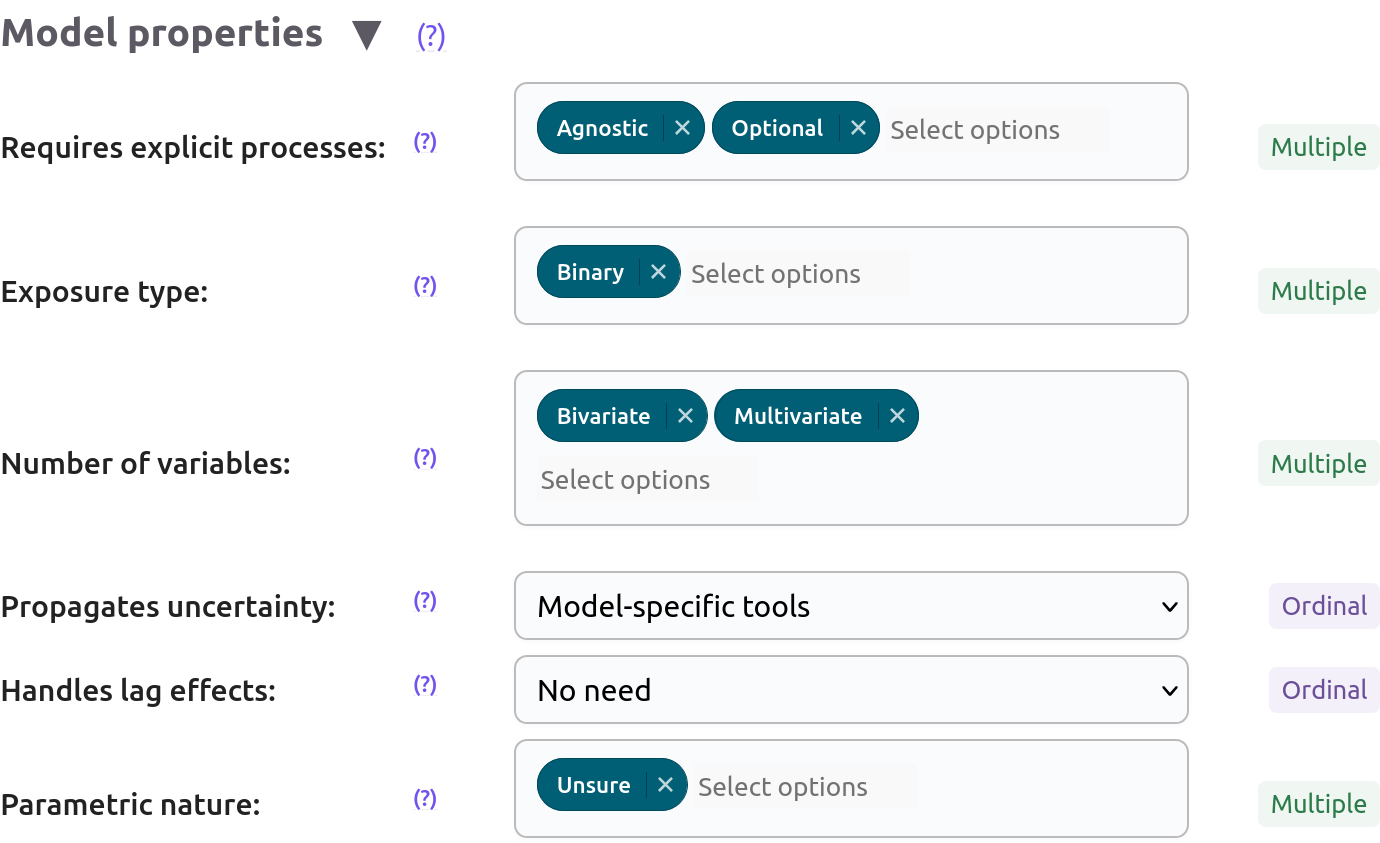 Model properties ▼ (?)
Requires explicit processes: (?) Agnostic × Optional × Select options Multiple
Exposure type: (?) Binary × Select options Multiple
Number of variables: (?) Bivariate × Multivariate × Multiple
Select options
Propagates uncertainty: (?) Model-specific tools Ordinal
Handles lag effects: (?) No need Ordinal
Parametric nature: (?) Unsure × Select options Multiple